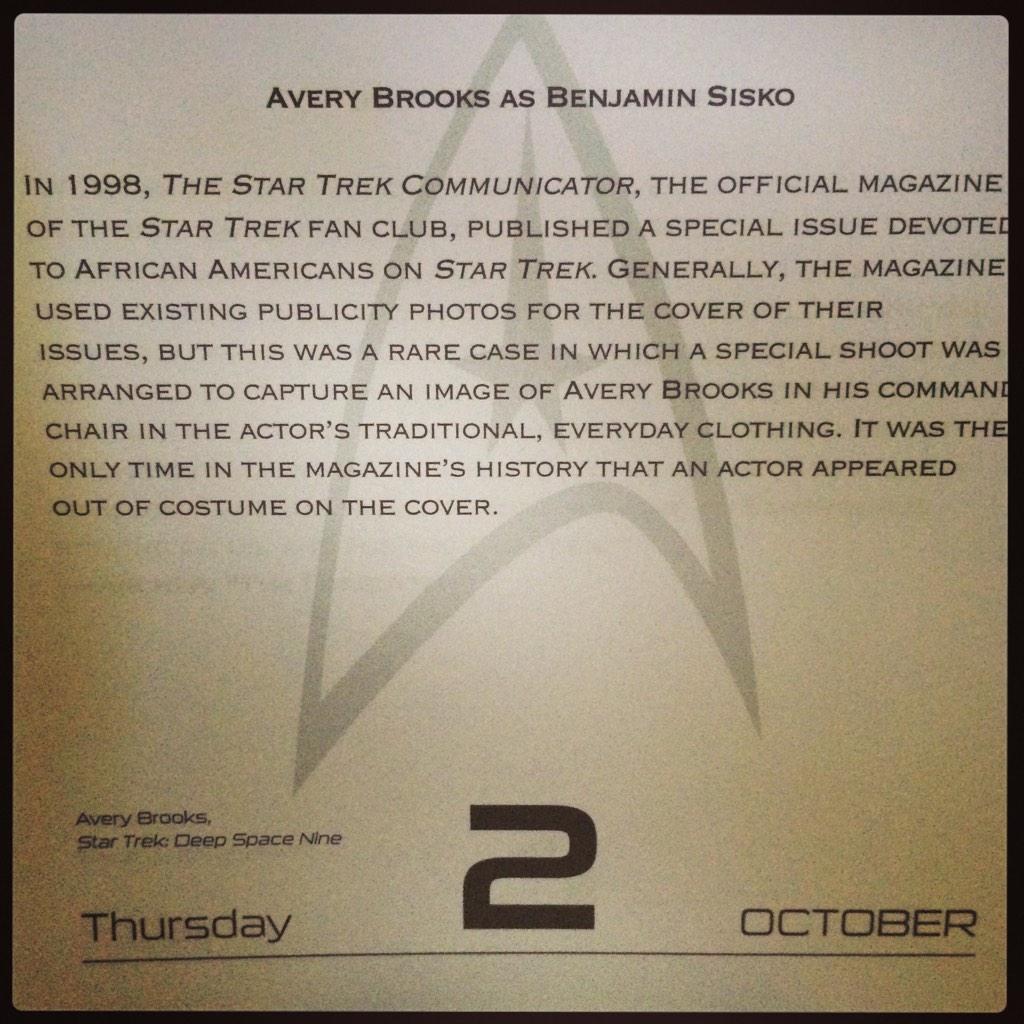 AVERY BROOKS AS BENJAMIN SISKO
IN 1998, THE STAR TREK COMMUNICATOR, THE OFFICIAL MAGAZINE
OF THE STAR TREK FAN CLUB, PUBLISHED A SPECIAL ISSUE DEVOTED
TO AFRICAN AMERICANS ON STAR TREK. GENERALLY, THE MAGAZINE
USED EXISTING PUBLICITY PHOTOS FOR THE COVER OF THEIR
ISSUES, BUT THIS WAS A RARE CASE IN WHICH A SPECIAL SHOOT WAS
ARRANGED TO CAPTURE AN IMAGE OF AVERY BROOKS IN HIS COMMAND
CHAIR IN THE ACTOR'S TRADITIONAL, EVERYDAY CLOTHING. IT WAS THE
ONLY TIME IN THE MAGAZINE'S HISTORY THAT AN ACTOR APPEARED
OUT OF COSTUME ON THE COVER.
Avery Brooks,
Star Trek: Deep Space Nine
Thursday 2 OCTOBER